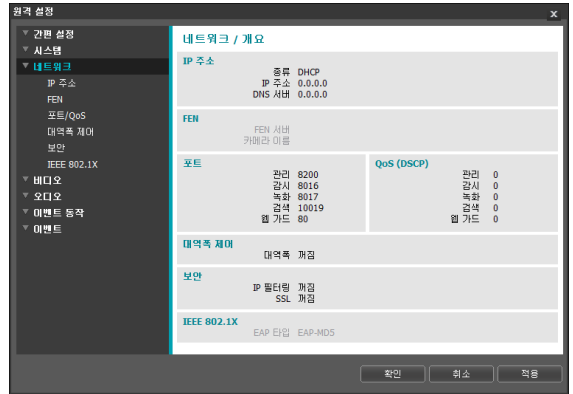 원격 설정
x
간편 설정
시스템
네트워크
IP 주소
FEN
포트/QoS
대역폭 제어
보안
IEEE 802.1X
비디오
오디오
이벤트 동작
이벤트
네트워크 / 개요
IP 주소
종류 DHCP
IP 주소 0.0.0.0
DNS 서버 0.0.0.0
FEN
FEN 서버
카메라 이름
포트
관리 8200
감시 8016
녹화 8017
검색 10019
웹 가드 80
QoS (DSCP)
관리 0
감시 0
녹화 0
검색 0
웹 가드 0
대역폭 제어
대역폭 꺼짐
보안
IP 필터링 꺼짐
SSL 꺼짐
IEEE 802.1X
EAP 타입 EAP-MD5
확인 취소 적용